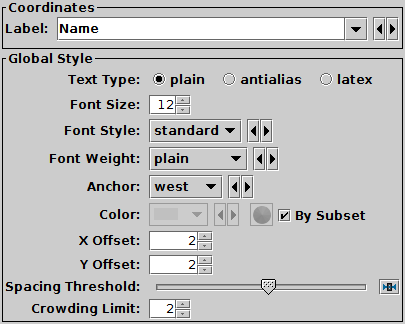 Coordinates
Label: Name
Global Style
Text Type: plain antialias latex
Font Size: 12
Font Style: standard
Font Weight: plain
Anchor: west
Color: By Subset
X Offset: 2
Y Offset: 2
Spacing Threshold:
Crowding Limit: 2